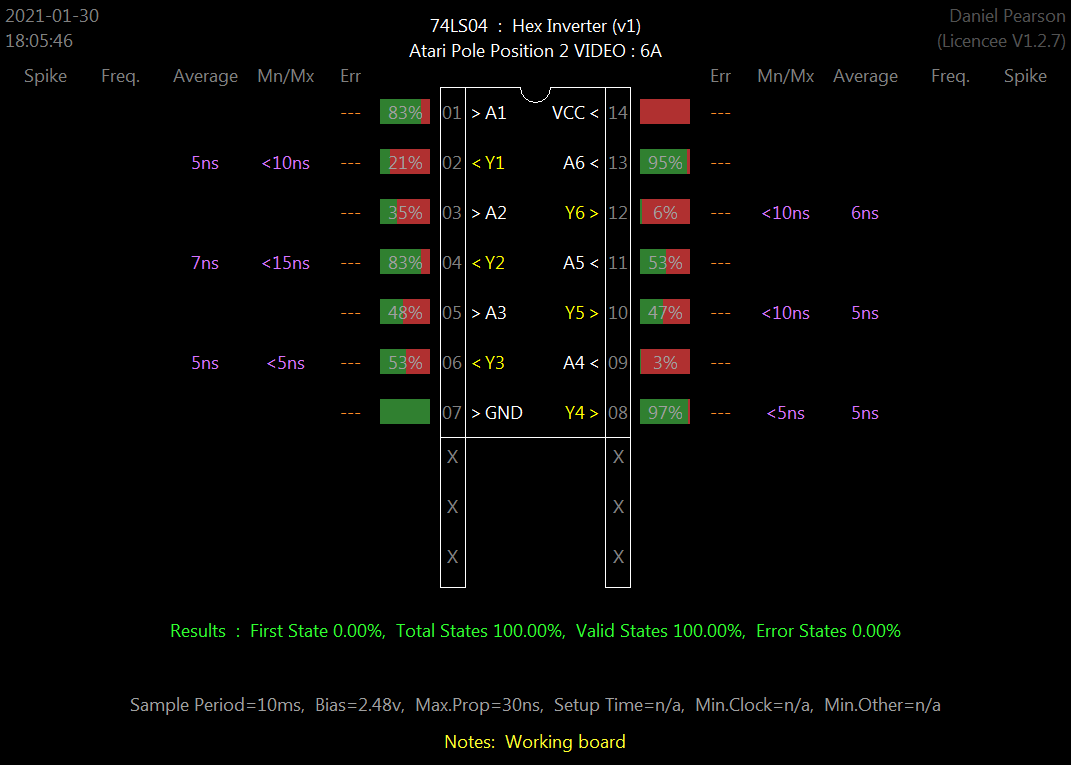 2021-01-30 74LS04 : Hex Inverter (v1) Daniel Pearson
18:05:46 Atari Pole Position 2 VIDEO : 6A (Licencee V1.2.7)
Spike Freq. Average Mn/Mx Err Err Mn/Mx Average Freq. Spike
--- 83% 01 > A1 VCC < 14 ---
5ns <10ns --- 21% 02 < Y1 A6 < 13 95% ---
--- 35% 03 > A2 Y6 > 12 6% --- <10ns 6ns
7ns <15ns --- 83% 04 < Y2 A5 < 11 53% ---
--- 48% 05 > A3 Y5 > 10 47% --- <10ns 5ns
5ns <5ns --- 53% 06 < Y3 A4 < 09 3% ---
--- 07 > GND Y4 > 08 97% --- <5ns 5ns
X X
X X
X X
Results : First State 0.00%, Total States 100.00%, Valid States 100.00%, Error States 0.00%
Sample Period=10ms, Bias=2.48v, Max.Prop=30ns, Setup Time=n/a, Min.Clock=n/a, Min.Other=n/a
Notes: Working board